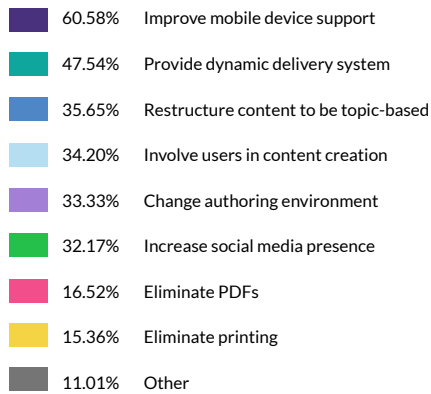 60.58% Improve mobile device support
47.54% Provide dynamic delivery system
35.65% Restructure content to be topic-based
34.20% Involve users in content creation
33.33% Change authoring environment
32.17% Increase social media presence
16.52% Eliminate PDFs
15.36% Eliminate printing
11.01% Other